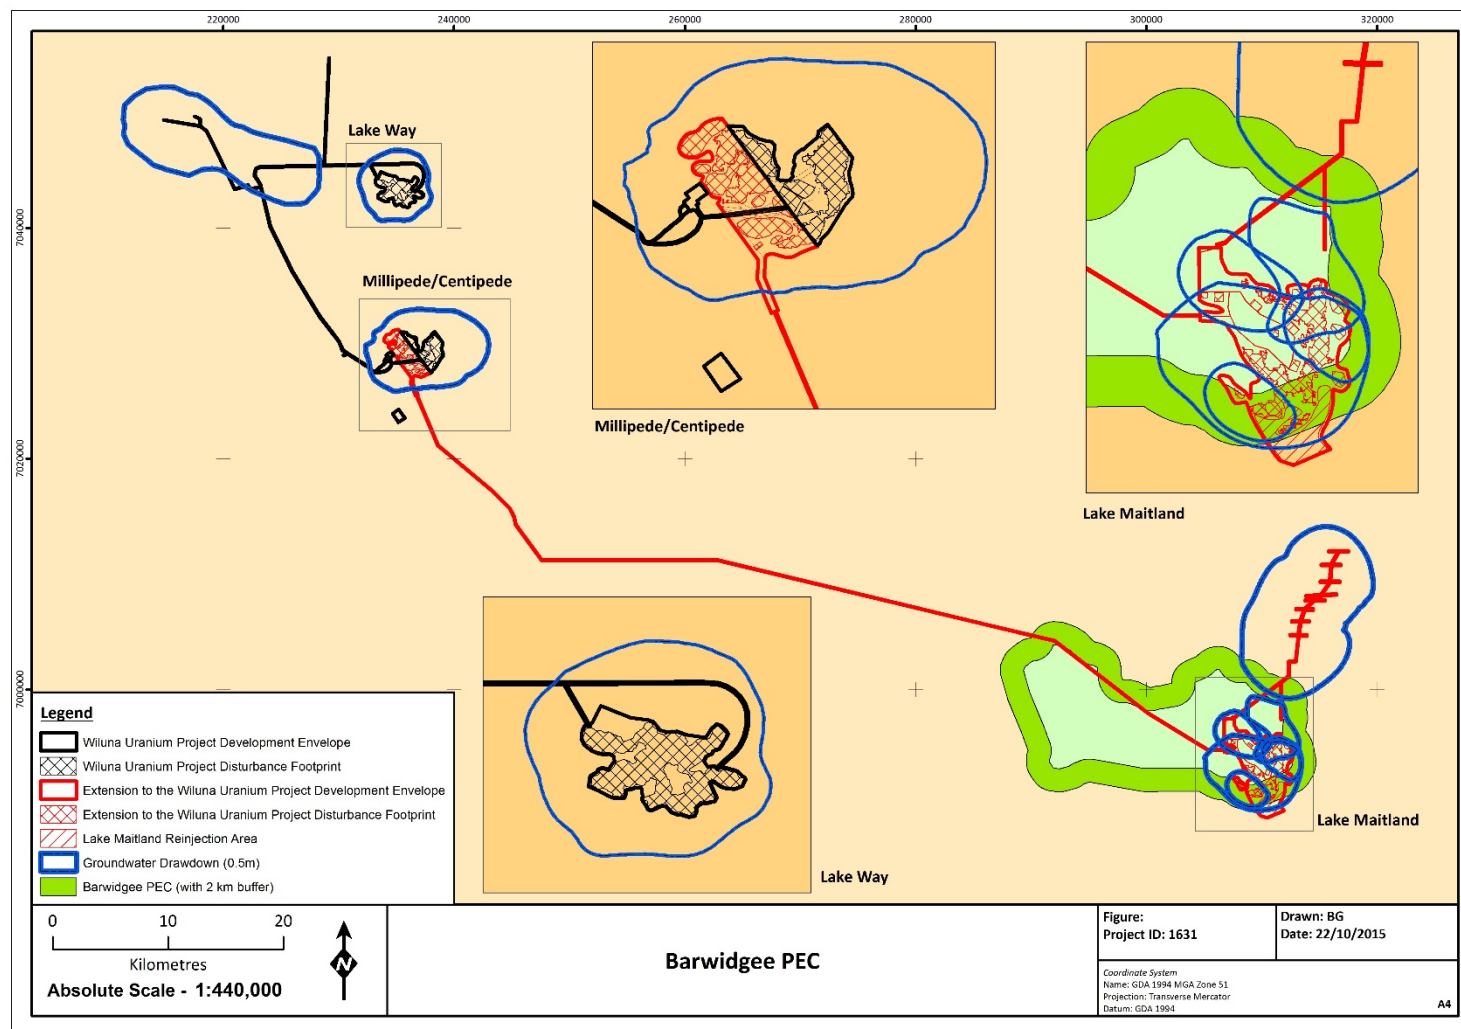 220000
240000
260000
280000
300000
320000
7040000
7020000
7000000
Lake Way
Millipede/Centipede
Millipede/Centipede
Lake Maitland
Lake Way
Lake Maitland
Legend
Wiluna Uranium Project Development Envelope
Wiluna Uranium Project Disturbance Footprint
Extension to the Wiluna Uranium Project Development Envelope
Extension to the Wiluna Uranium Project Disturbance Footprint
Lake Maitland Reinjection Area
Groundwater Drawdown (0.5m)
Barwidgee PEC (with 2 km buffer)
0 10 20
Kilometres
Absolute Scale - 1:440,000
N
Barwidgee PEC
Figure:
Project ID: 1631
Drawn: BG
Date: 22/10/2015
Coordinate System
Name: GDA 1994 MGA Zone 51
Projection: Transverse Mercator
Datum: GDA 1994
A4